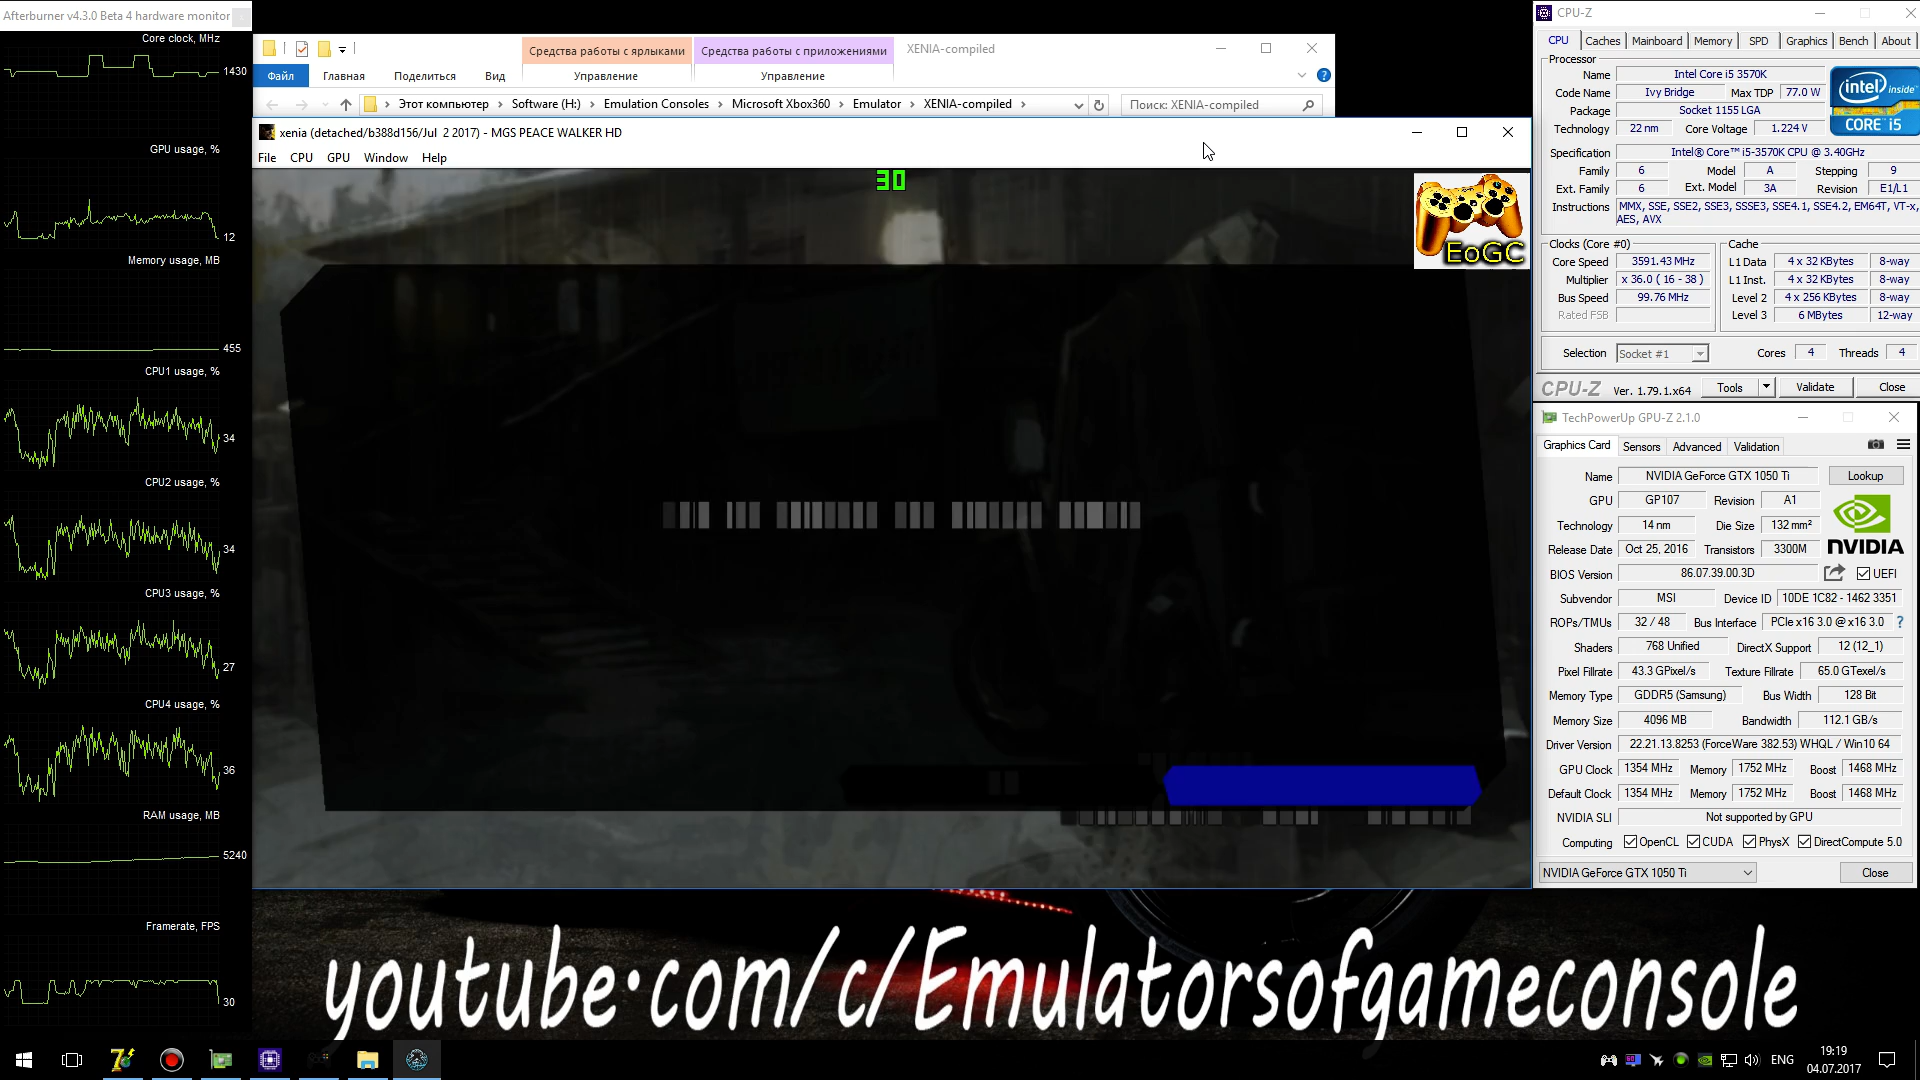 Afterburner v4.3.0 Beta 4 hardware monitor
Core clock, MHz
1430
GPU usage, %
12
Memory usage, MB
455
CPU1 usage, %
34
CPU2 usage, %
34
CPU3 usage, %
27
CPU4 usage, %
36
RAM usage, MB
5240
Framerate, FPS
30
Средства работы с ярлыками
Средства работы с приложениями
XENIA-compiled
Файл
Главная
Поделиться
Вид
Управление
Управление
Этот компьютер > Software (H:) > Emulation Consoles > Microsoft Xbox360 > Emulator > XENIA-compiled >
Поиск: XENIA-compiled
xenia (detached/b388d156/Jul 2 2017) - MGS PEACE WALKER HD
File CPU GPU Window Help
30
EoGC
youtube.com/c/Emulatorsofgameconsole
CPU-Z
CPU Caches Mainboard Memory SPD Graphics Bench About
Processor
Name Intel Core i5 3570K
Code Name Ivy Bridge Max TDP 77.0 W
Package Socket 1155 LGA
Technology 22 nm Core Voltage 1.224 V
intel inside
CORE i5
Specification Intel® Core™ i5-3570K CPU @ 3.40GHz
Family 6 Model A Stepping 9
Ext. Family 6 Ext. Model 3A Revision E1/L1
Instructions MMX, SSE, SSE2, SSE3, SSSE3, SSE4.1, SSE4.2, EM64T, VT-x,
AES, AVX
Clocks (Core #0)
Core Speed 3591.43 MHz
Multiplier x 36.0 ( 16 - 38 )
Bus Speed 99.76 MHz
Rated FSB
Cache
L1 Data 4 x 32 KBytes 8-way
L1 Inst. 4 x 32 KBytes 8-way
Level 2 4 x 256 KBytes 8-way
Level 3 6 MBytes 12-way
Selection Socket #1 Cores 4 Threads 4
CPU-Z Ver. 1.79.1.x64 Tools Validate Close
TechPowerUp GPU-Z 2.1.0
Graphics Card Sensors Advanced Validation
Name NVIDIA GeForce GTX 1050 Ti Lookup
GPU GP107 Revision A1
Technology 14 nm Die Size 132 mm²
Release Date Oct 25, 2016 Transistors 3300M
NVIDIA
BIOS Version 86.07.39.00.3D UEFI
Subvendor MSI Device ID 10DE 1C82 - 1462 3351
ROPs/TMUs 32 / 48 Bus Interface PCIe x16 3.0 @ x16 3.0 ?
Shaders 768 Unified DirectX Support 12 (12_1)
Pixel Fillrate 43.3 GPixel/s Texture Fillrate 65.0 GTexel/s
Memory Type GDDR5 (Samsung) Bus Width 128 Bit
Memory Size 4096 MB Bandwidth 112.1 GB/s
Driver Version 22.21.13.8253 (ForceWare 382.53) WHQL / Win10 64
GPU Clock 1354 MHz Memory 1752 MHz Boost 1468 MHz
Default Clock 1354 MHz Memory 1752 MHz Boost 1468 MHz
NVIDIA SLI Not supported by GPU
Computing OpenCL CUDA PhysX DirectCompute 5.0
NVIDIA GeForce GTX 1050 Ti Close
ENG
19:19
04.07.2017